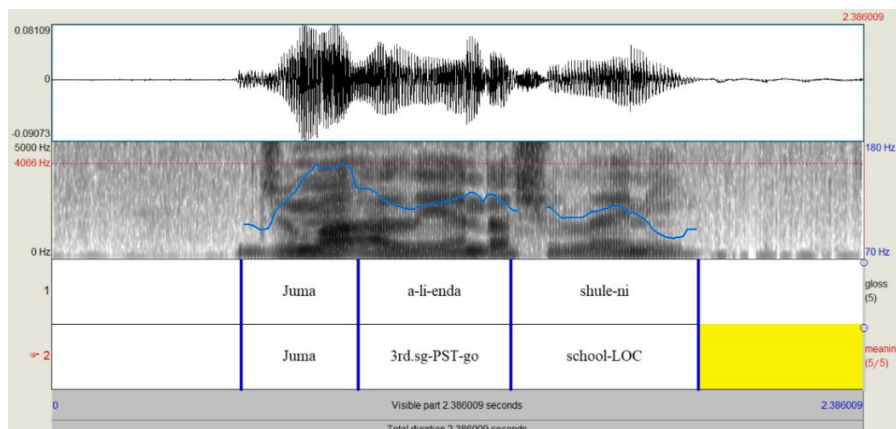 2.386009
0.08109
0
-0.09073
5000 Hz 180 Hz
4066 Hz
0 Hz 70 Hz
1 Juma a-li-enda shule-ni gloss
(5)
2 Juma 3rd.sg-PST-go school-LOC meanin
(5/5)
0 Visible part 2.386009 seconds 2.386009
Total duration 2.386009 seconds